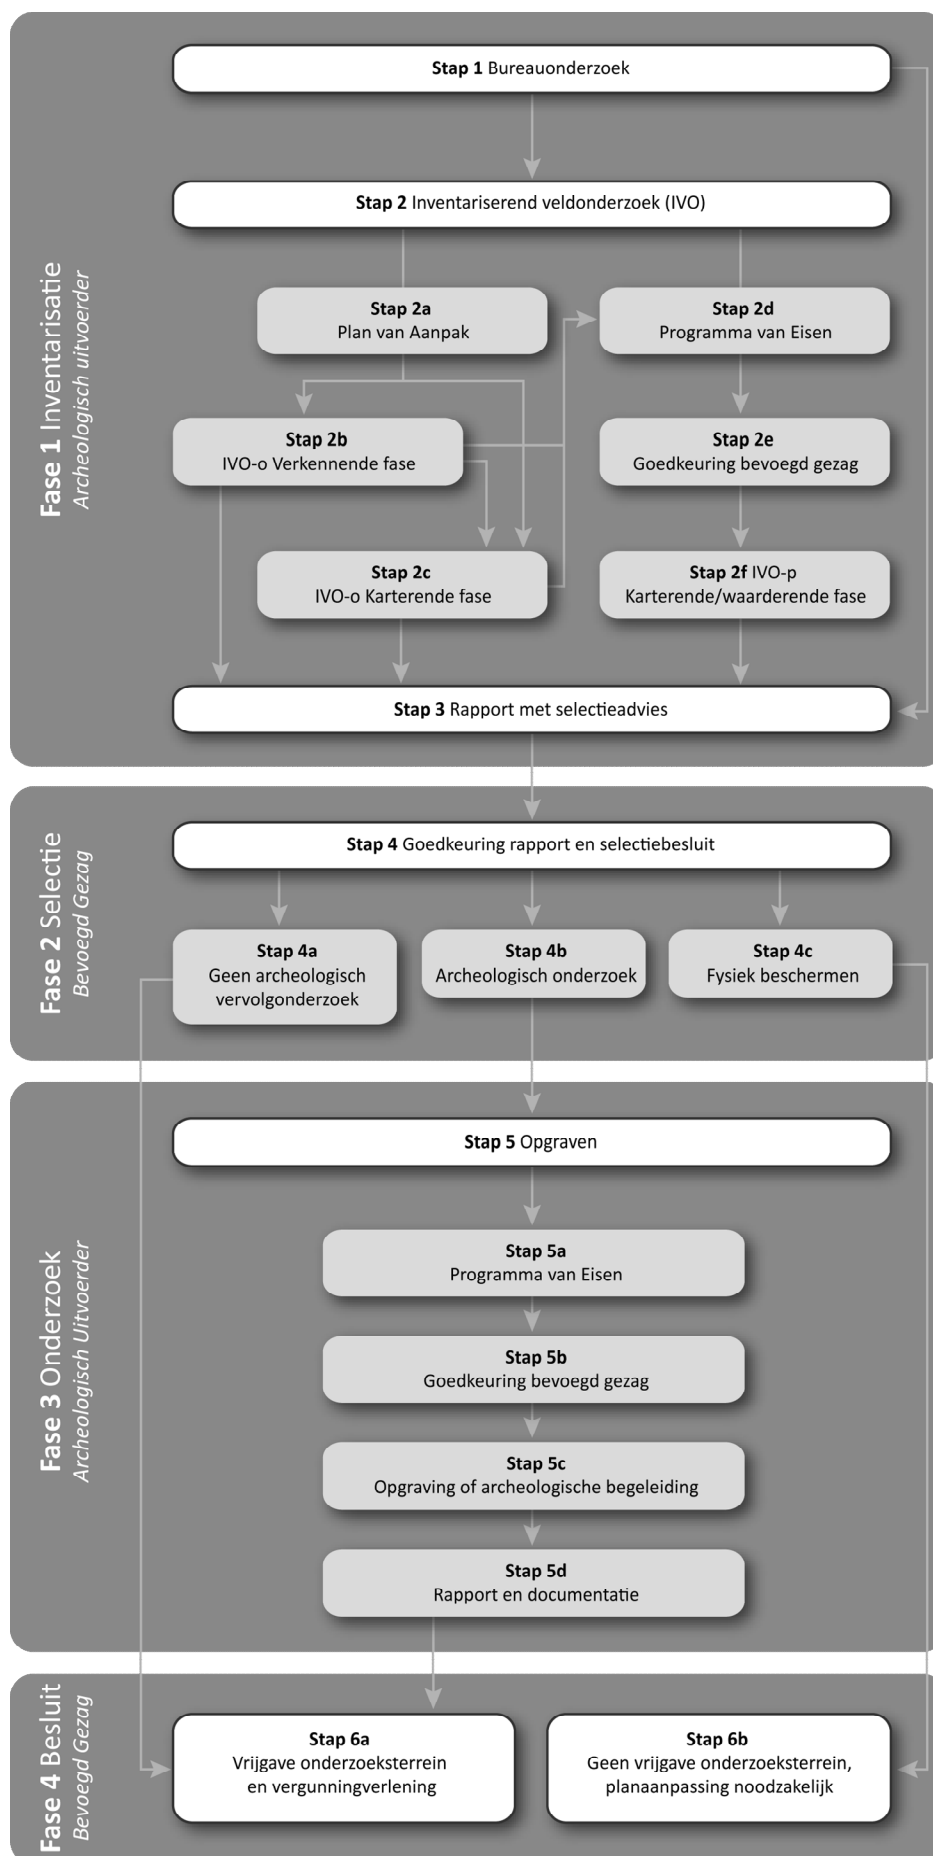 Fase 1 Inventarisatie
Archeologisch uitvoerder
Stap 1 Bureauonderzoek
Stap 2 Inventariserend veldonderzoek (IVO)
Stap 2a
Plan van Aanpak
Stap 2d
Programma van Eisen
Stap 2b
IVO-o Verkennende fase
Stap 2e
Goedkeuring bevoegd gezag
Stap 2c
IVO-o Karterende fase
Stap 2f IVO-p
Karterende/waarderende fase
Stap 3 Rapport met selectieadvies
Fase 2 Selectie
Bevoegd Gezag
Stap 4 Goedkeuring rapport en selectiebesluit
Stap 4a
Geen archeologisch
vervolgonderzoek
Stap 4b
Archeologisch onderzoek
Stap 4c
Fysiek beschermen
Fase 3 Onderzoek
Archeologisch Uitvoerder
Stap 5 Opgraven
Stap 5a
Programma van Eisen
Stap 5b
Goedkeuring bevoegd gezag
Stap 5c
Opgraving of archeologische begeleiding
Stap 5d
Rapport en documentatie
Fase 4 Besluit
Bevoegd Gezag
Stap 6a
Vrijgave onderzoeksterrein
en vergunningverlening
Stap 6b
Geen vrijgave onderzoeksterrein,
planaanpassing noodzakelijk